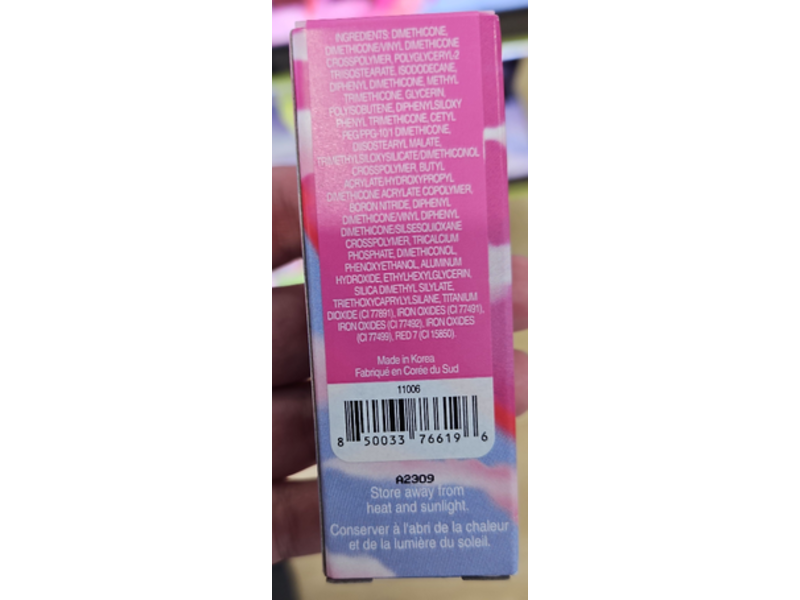 INGREDIENTS: DIMETHICONE,
DIMETHICONE/VINYL DIMETHICONE
CROSSPOLYMER, POLYGLYCERYL-2
TRIISOSTEARATE, ISODODECANE,
DIPHENYL DIMETHICONE, METHYL
TRIMETHICONE, GLYCERIN,
POLYISOBUTENE, DIPHENYLSILOXY
PHENYL TRIMETHICONE, CETYL
PEG/PPG-10/1 DIMETHICONE,
DIISOSTEARYL MALATE,
TRIMETHYLSILOXYSILICATE/DIMETHICONOL
CROSSPOLYMER, BUTYL
ACRYLATE/HYDROXYPROPYL
DIMETHICONE ACRYLATE COPOLYMER,
BORON NITRIDE, DIPHENYL
DIMETHICONE/VINYL DIPHENYL
DIMETHICONE/SILSESQUIOXANE
CROSSPOLYMER, TRICALCIUM
PHOSPHATE, DIMETHICONOL,
PHENOXYETHANOL, ALUMINUM
HYDROXIDE, ETHYLHEXYLGLYCERIN,
SILICA DIMETHYL SILYLATE,
TRIETHOXYCAPRYLYLSILANE, TITANIUM
DIOXIDE (CI 77891), IRON OXIDES (CI 77491),
IRON OXIDES (CI 77492), IRON OXIDES
(CI 77499), RED 7 (CI 15850).
Made in Korea
Fabriqué en Corée du Sud
11006
8 50033 76619 6
A2309
Store away from
heat and sunlight.
Conserver à l'abri de la chaleur
et de la lumière du soleil.